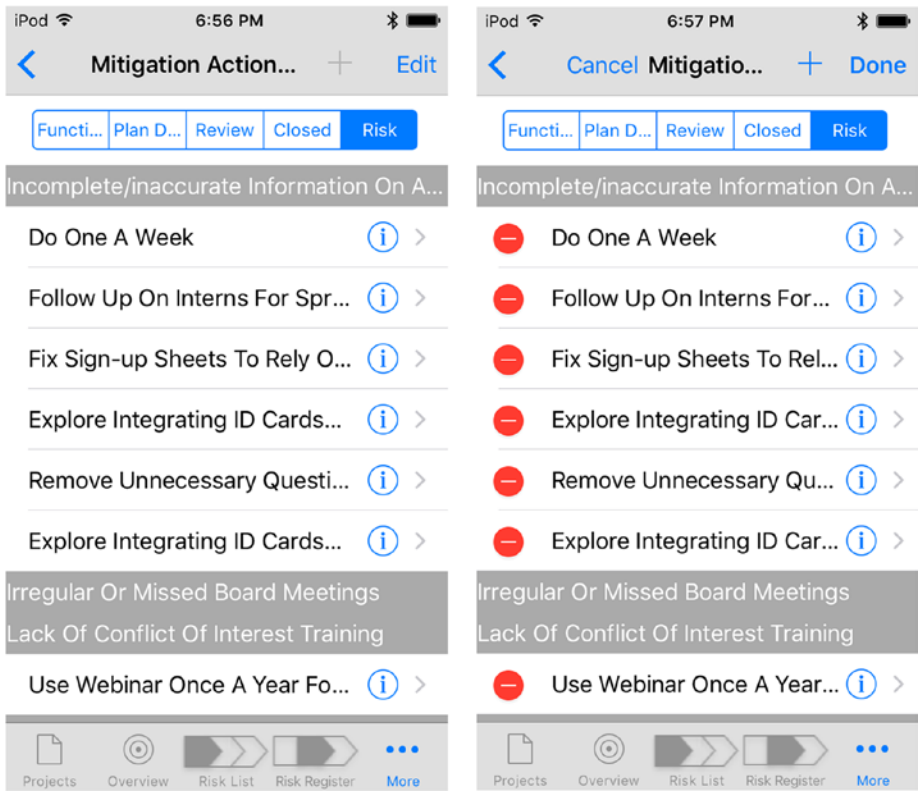 iPod 6:56 PM
Mitigation Action... Edit
Functi... Plan D... Review Closed Risk
Incomplete/inaccurate Information On A...
Do One A Week
Follow Up On Interns For Spr...
Fix Sign-up Sheets To Rely O...
Explore Integrating ID Cards...
Remove Unnecessary Questi...
Explore Integrating ID Cards...
Irregular Or Missed Board Meetings
Lack Of Conflict Of Interest Training
Use Webinar Once A Year Fo...
Projects Overview Risk List Risk Register More
iPod 6:57 PM
Cancel Mitigatio... + Done
Functi... Plan D... Review Closed Risk
Incomplete/inaccurate Information On A...
Do One A Week
Follow Up On Interns For...
Fix Sign-up Sheets To Rel...
Explore Integrating ID Car...
Remove Unnecessary Qu...
Explore Integrating ID Car...
Irregular Or Missed Board Meetings
Lack Of Conflict Of Interest Training
Use Webinar Once A Year...
Projects Overview Risk List Risk Register More